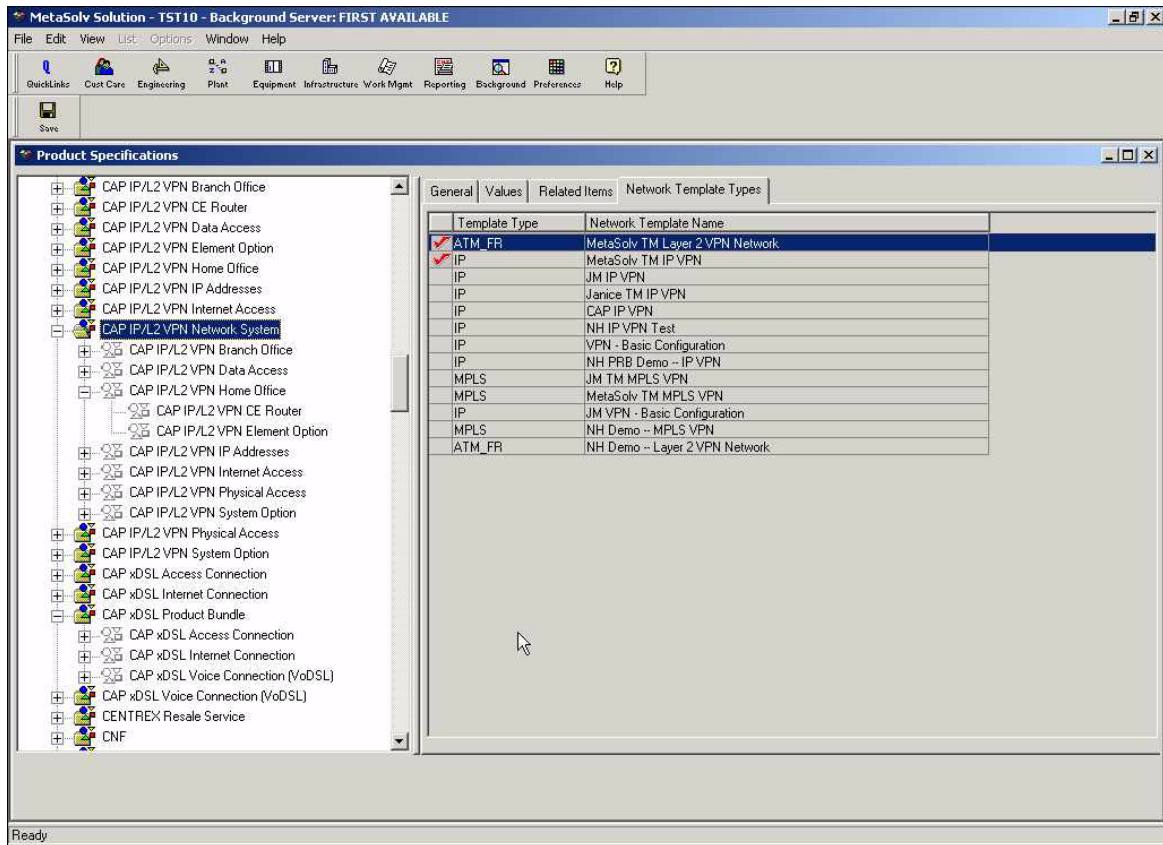 MetaSolv Solution - TST10 - Background Server: FIRST AVAILABLE
File Edit View List Options Window Help
QuickLinks Cust Care Engineering Plant Equipment Infrastructure Work Mgmt Reporting Background Preferences Help
Save
Product Specifications
CAP IP/L2 VPN Branch Office
CAP IP/L2 VPN CE Router
CAP IP/L2 VPN Data Access
CAP IP/L2 VPN Element Option
CAP IP/L2 VPN Home Office
CAP IP/L2 VPN IP Addresses
CAP IP/L2 VPN Internet Access
CAP IP/L2 VPN Network System
CAP IP/L2 VPN Branch Office
CAP IP/L2 VPN Data Access
CAP IP/L2 VPN Home Office
CAP IP/L2 VPN CE Router
CAP IP/L2 VPN Element Option
CAP IP/L2 VPN IP Addresses
CAP IP/L2 VPN Internet Access
CAP IP/L2 VPN Physical Access
CAP IP/L2 VPN System Option
CAP IP/L2 VPN Physical Access
CAP IP/L2 VPN System Option
CAP xDSL Access Connection
CAP xDSL Internet Connection
CAP xDSL Product Bundle
CAP xDSL Access Connection
CAP xDSL Internet Connection
CAP xDSL Voice Connection (VoDSL)
CAP xDSL Voice Connection (VoDSL)
CENTREX Resale Service
CNF
General Values Related Items Network Template Types
Template Type Network Template Name
ATM_FR MetaSolv TM Layer 2 VPN Network
IP MetaSolv TM IP VPN
IP JM IP VPN
IP Janice TM IP VPN
IP CAP IP VPN
IP NH IP VPN Test
IP VPN - Basic Configuration
IP NH PRB Demo -- IP VPN
MPLS JM TM MPLS VPN
MPLS MetaSolv TM MPLS VPN
IP JM VPN - Basic Configuration
MPLS NH Demo -- MPLS VPN
ATM_FR NH Demo -- Layer 2 VPN Network
Ready